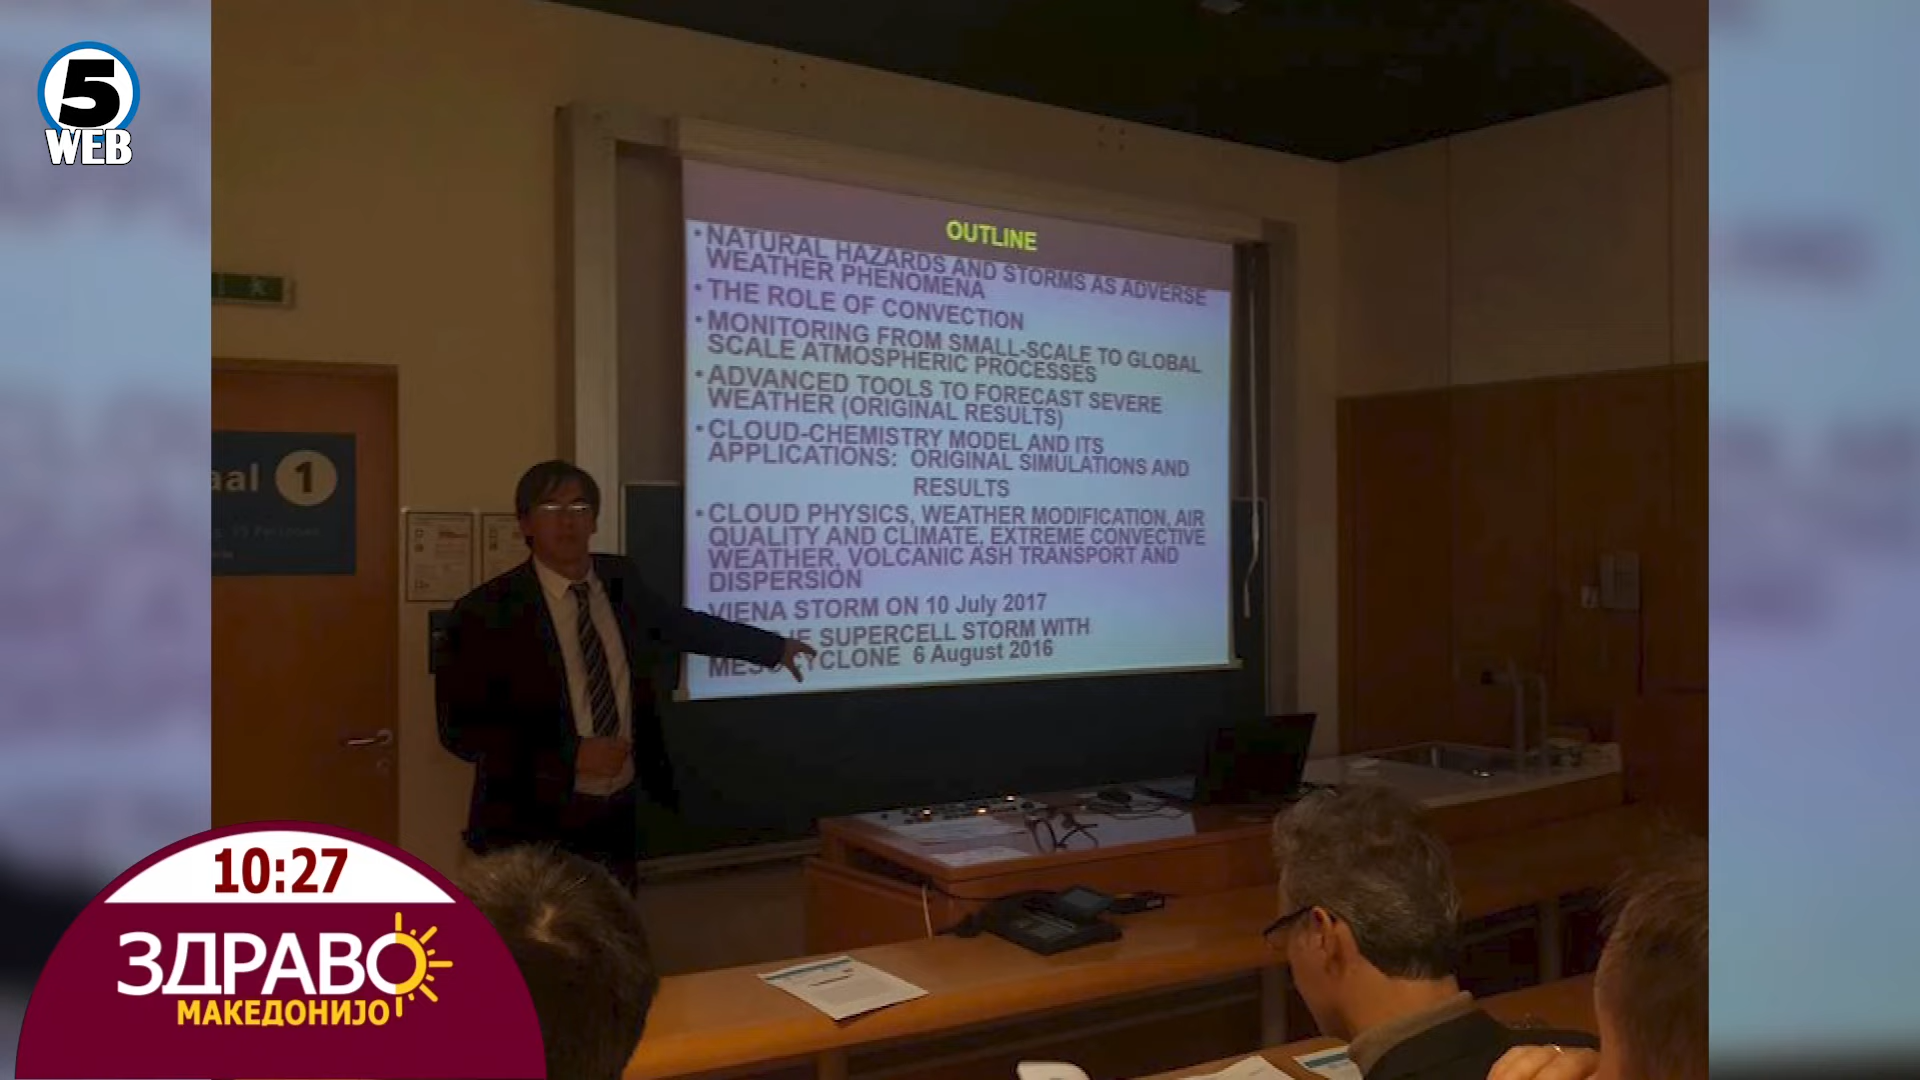 5
WEB
OUTLINE
• NATURAL HAZARDS AND STORMS AS ADVERSE
WEATHER PHENOMENA
• THE ROLE OF CONVECTION
• MONITORING FROM SMALL-SCALE TO GLOBAL
SCALE ATMOSPHERIC PROCESSES
• ADVANCED TOOLS TO FORECAST SEVERE
WEATHER (ORIGINAL RESULTS)
• CLOUD-CHEMISTRY MODEL AND ITS
APPLICATIONS: ORIGINAL SIMULATIONS AND
RESULTS
• CLOUD PHYSICS, WEATHER MODIFICATION, AIR
QUALITY AND CLIMATE, EXTREME CONVECTIVE
WEATHER, VOLCANIC ASH TRANSPORT AND
DISPERSION
VIENA STORM ON 10 July 2017
SUPERCELL STORM WITH
6 August 2016
aal 1
10:27
ЗДРАВО
МАКЕДОНИЈО